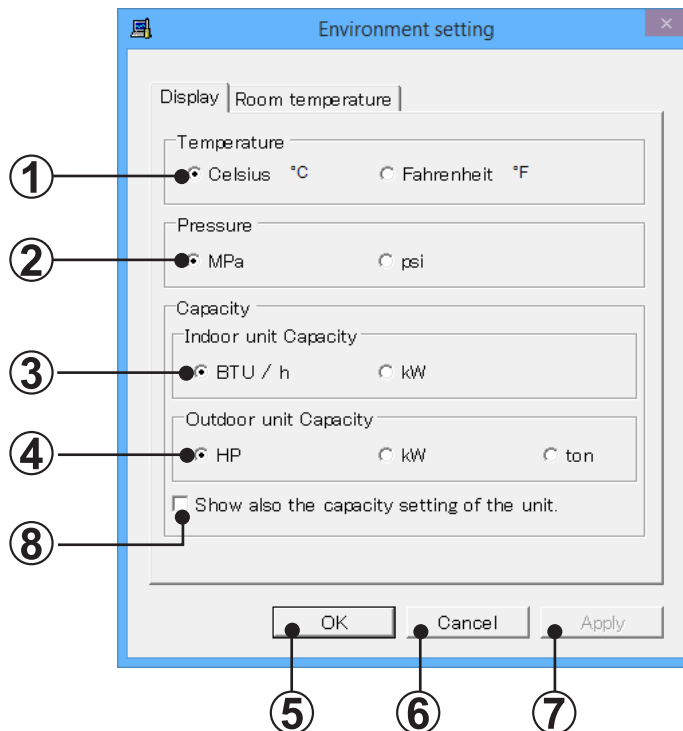 Environment setting
×
Display Room temperature
Temperature
① Celsius °C Fahrenheit °F
Pressure
② MPa psi
Capacity
Indoor unit Capacity
③ BTU / h kW
Outdoor unit Capacity
④ HP kW ton
Show also the capacity setting of the unit.
⑧
OK Cancel Apply
⑤ ⑥ ⑦